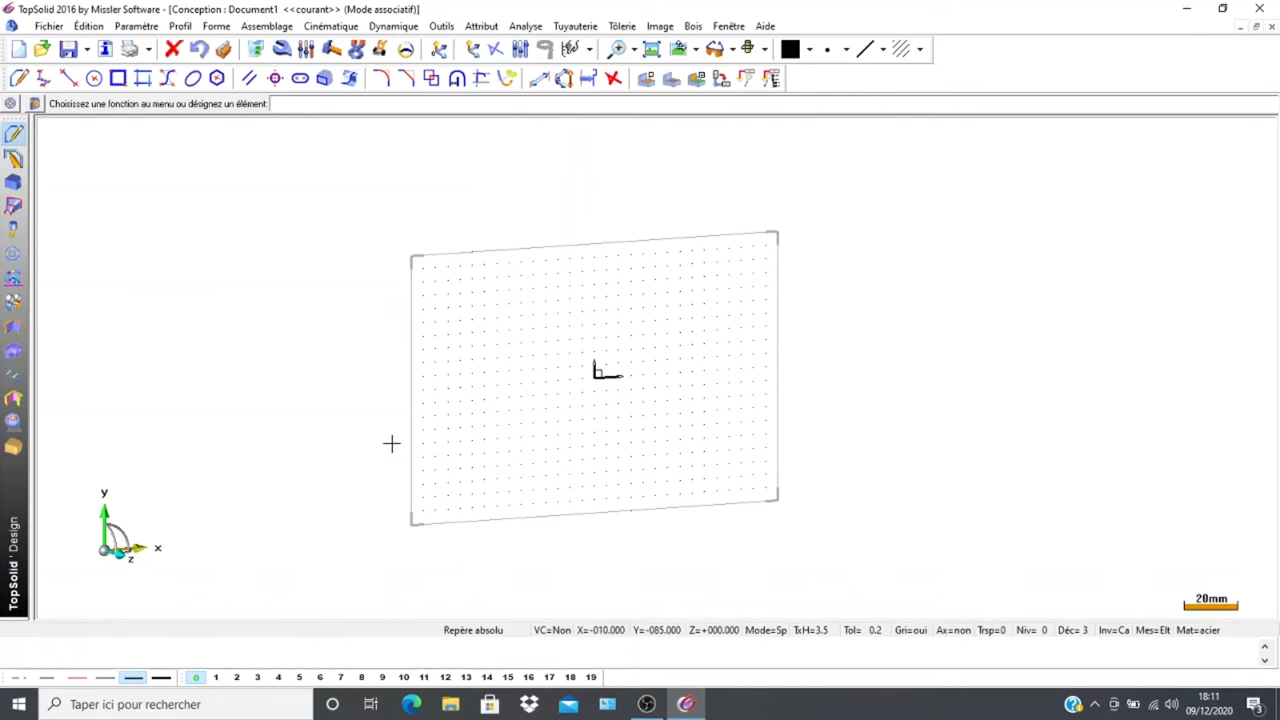 TopSolid 2016 by Missler Software - [Conception : Document1 <<courant>> (Mode associatif)]
Fichier Édition Paramètre Profil Forme Assemblage Cinématique Dimension Outils Attribut Analyse Tuyauterie Tôlerie Image Bois Fenêtre Aide
Choisissez une fonction au menu ou désignez un élément
y
x
z
TopSolid'Design
20mm
Repère absolu VC=Non X=-010.000 Y=-085.000 Z=+000.000 Mode=Sp TxH=3.5 Tol= 0.2 Gri=oui Ax=non Trsp=0 Niv= 0 Déc= 3 Inv=Ca Mes=Elt Mat=acier
0 1 2 3 4 5 6 7 8 9 10 11 12 13 14 15 16 17 18 19
Taper ici pour rechercher
18:11
09/12/2020
3